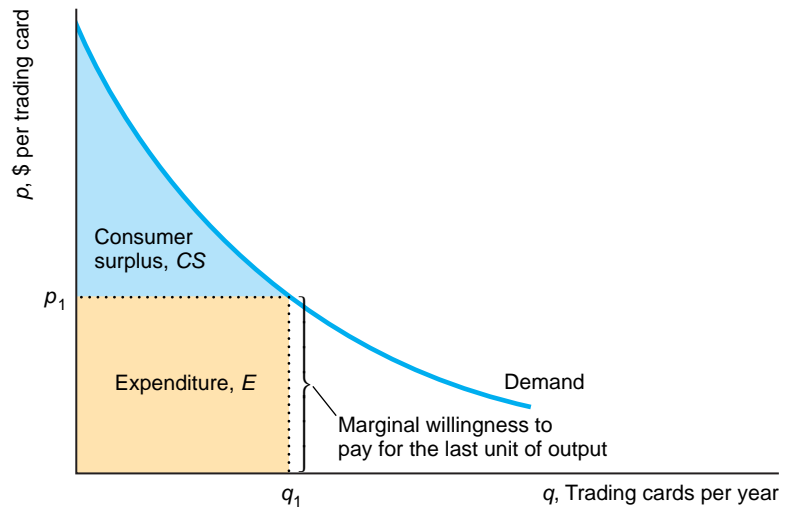 p, $ per trading card
Consumer
surplus, CS
p1
Expenditure, E
Demand
Marginal willingness to
pay for the last unit of output
q1
q, Trading cards per year